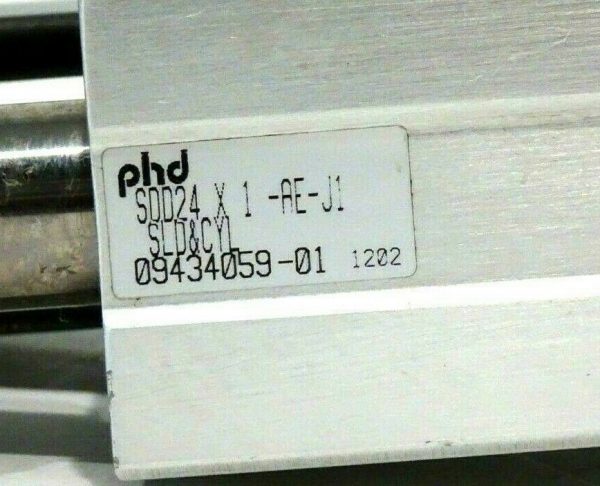 phd
SDD24 X 1 -AE-J1
SLD&CYL
09434059-01 1202